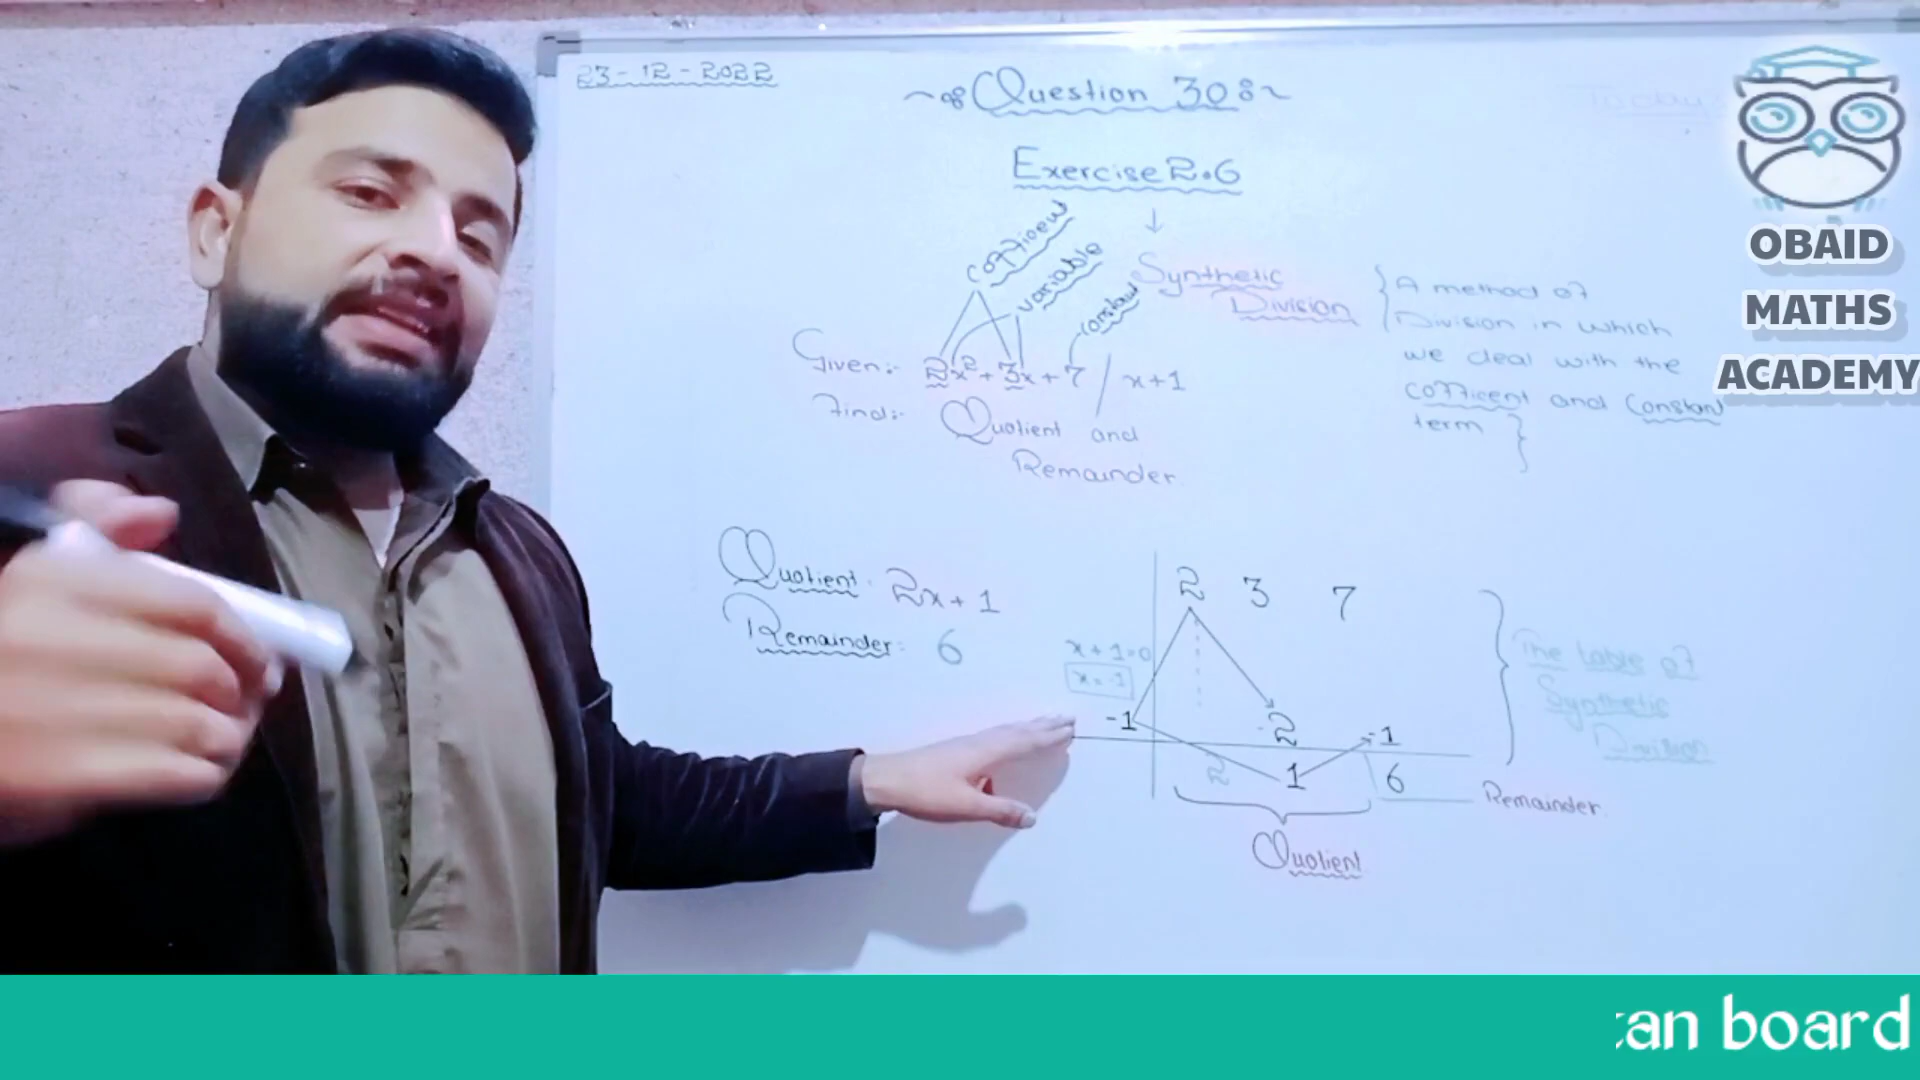 23-12-2022
Question 30
Exercise 2.6
cofficent
variable
constant
Synthetic
Division
{A method of
Division in which
we deal with the
cofficent and Constant
term}
Given:- 2x² + 3x + 7 / x+1
Find:- Quotient and
Remainder
Quotient: 2x + 1
Remainder: 6
2 3 7
x+1=0
x=-1
-1 -2 -1
2 1 6
Remainder
Quotient
The table of
Synthetic
Division
OBAID
MATHS
ACADEMY
board